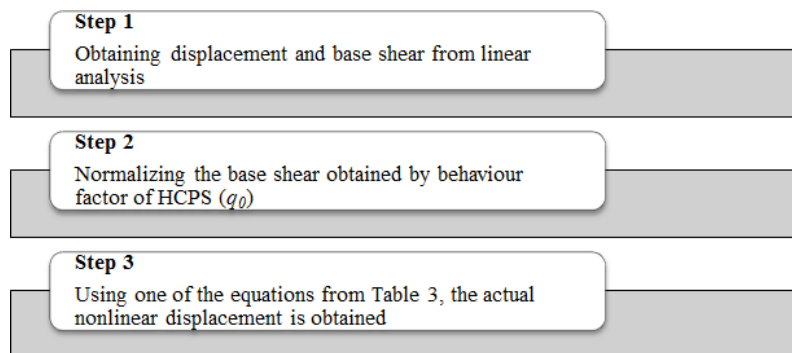 Step 1
Obtaining displacement and base shear from linear
analysis
Step 2
Normalizing the base shear obtained by behaviour
factor of HCPS (q0)
Step 3
Using one of the equations from Table 3, the actual
nonlinear displacement is obtained